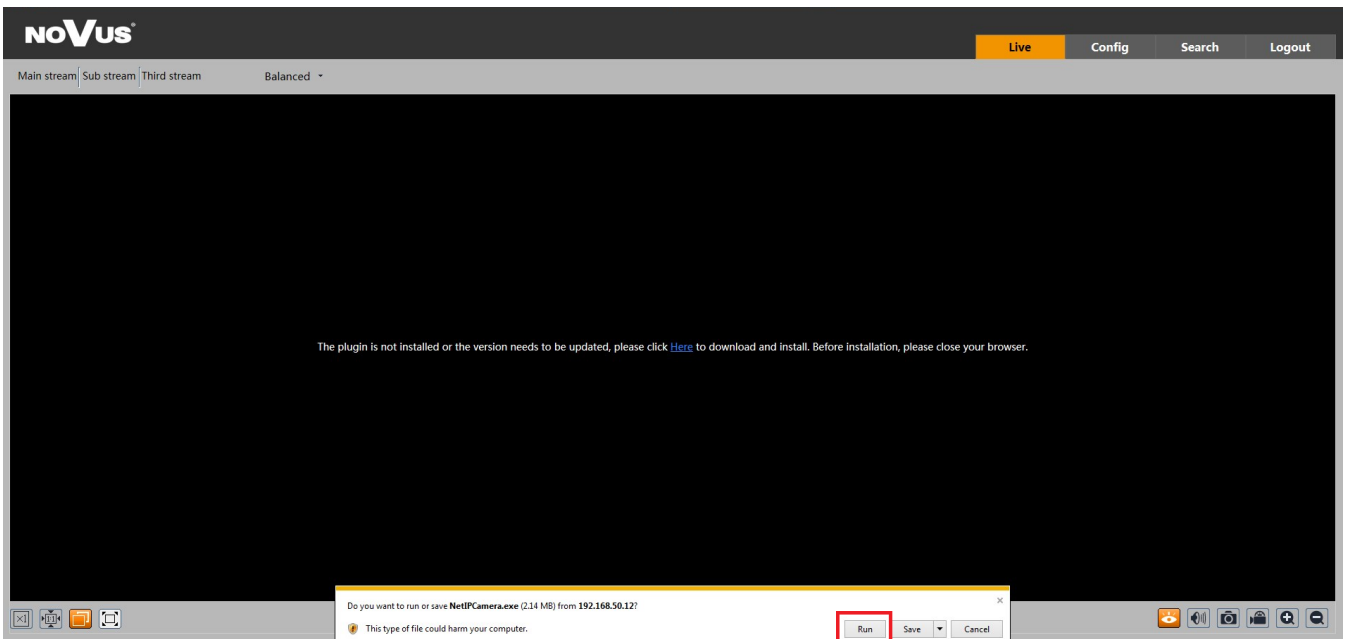 NOVUS®
Live Config Search Logout
Main stream Sub stream Third stream Balanced
The plugin is not installed or the version needs to be updated, please click Here to download and install. Before installation, please close your browser.
Do you want to run or save NetIPCamera.exe (2.14 MB) from 192.168.50.12?
This type of file could harm your computer.
Run Save Cancel